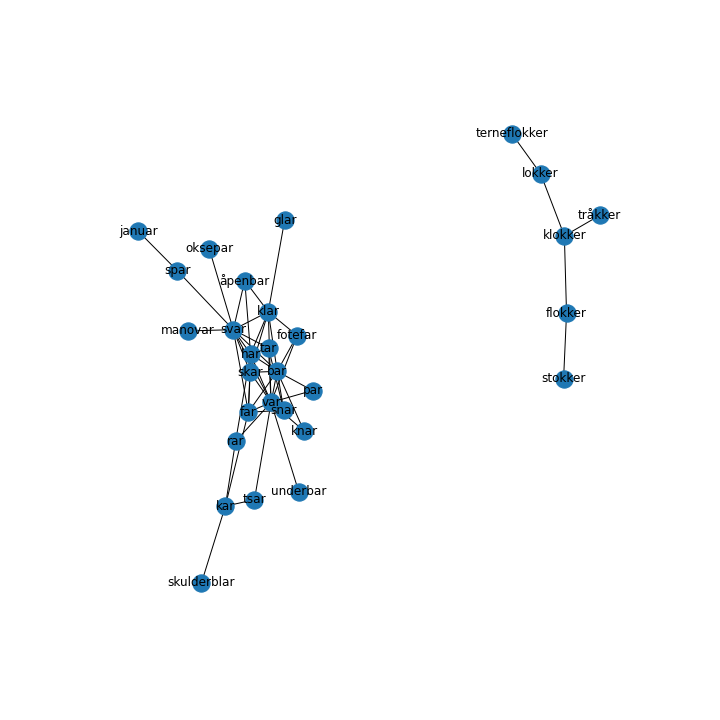 terneflokker
lokker
tråkker
glar
januar
klokker
oksepar
spar
åpenbar
klar
flokker
manovar
svar
fotefar
tar
har
skar
bar
stokker
par
var
far
snar
knar
rar
underbar
tsar
kar
skulderblar